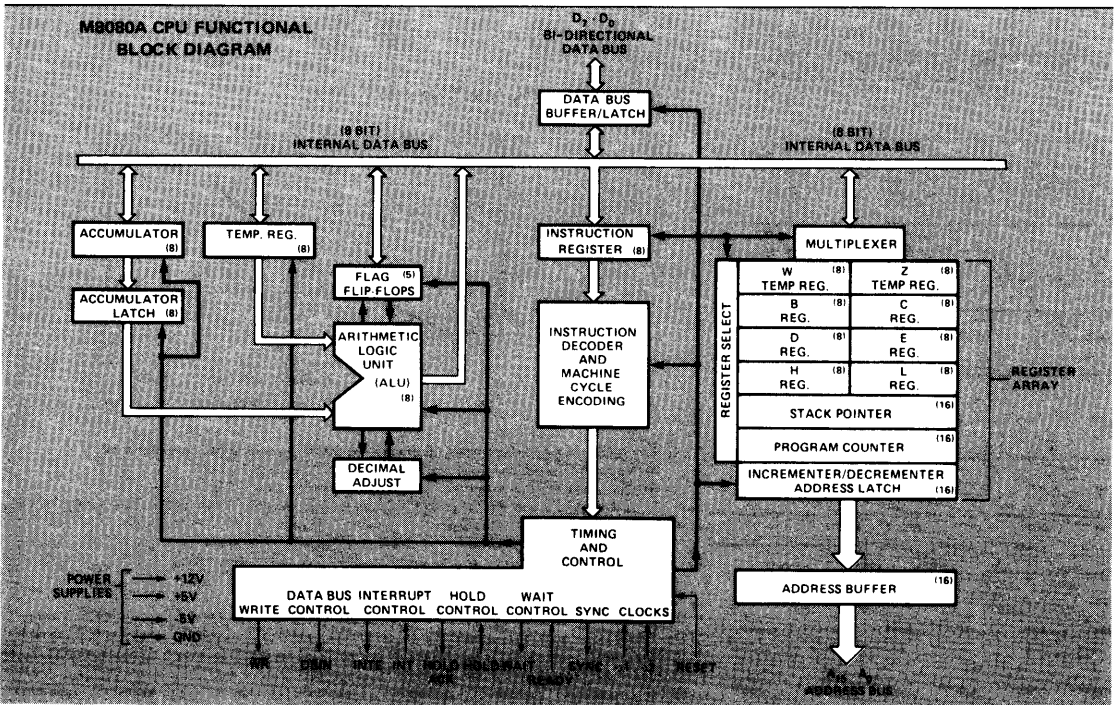 M8080A CPU FUNCTIONAL
BLOCK DIAGRAM
D7 - D0
BI-DIRECTIONAL
DATA BUS
DATA BUS
BUFFER/LATCH
(8 BIT)
INTERNAL DATA BUS
(8 BIT)
INTERNAL DATA BUS
ACCUMULATOR
(8)
TEMP. REG.
(8)
INSTRUCTION
REGISTER (8)
MULTIPLEXER
ACCUMULATOR
LATCH (8)
FLAG (5)
FLIP-FLOPS
ARITHMETIC
LOGIC
UNIT
(ALU)
(8)
DECIMAL
ADJUST
INSTRUCTION
DECODER
AND
MACHINE
CYCLE
ENCODING
REGISTER SELECT
W (8)
TEMP REG.
Z (8)
TEMP REG.
B (8)
REG.
C (8)
REG.
D (8)
REG.
E (8)
REG.
H (8)
REG.
L (8)
REG.
STACK POINTER (16)
PROGRAM COUNTER (16)
INCREMENTER/DECREMENTER
ADDRESS LATCH (16)
REGISTER
ARRAY
TIMING
AND
CONTROL
WRITE
DATA BUS
CONTROL
INTERRUPT
CONTROL
HOLD
CONTROL
WAIT
CONTROL
SYNC
CLOCKS
POWER
SUPPLIES
+12V
+5V
-5V
GND
WR
DBIN
INTE
INT
HOLD
ACK
HOLD
WAIT
READY
SYNC
RESET
ADDRESS BUFFER (16)
A15 A0
ADDRESS BUS